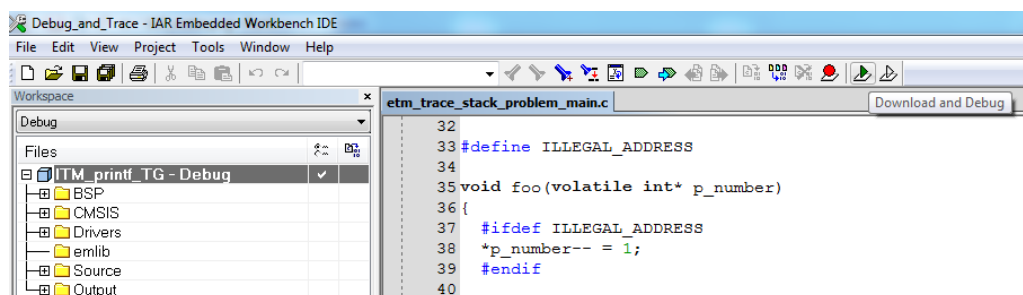 Debug_and_Trace - IAR Embedded Workbench IDE
File Edit View Project Tools Window Help
Workspace
x
etm_trace_stack_problem_main.c
Download and Debug
Debug
Files
ITM_printf_TG - Debug
BSP
CMSIS
Drivers
emlib
Source
Output
32
33 #define ILLEGAL_ADDRESS
34
35 void foo(volatile int* p_number)
36 {
37 #ifdef ILLEGAL_ADDRESS
38 *p_number-- = 1;
39 #endif
40